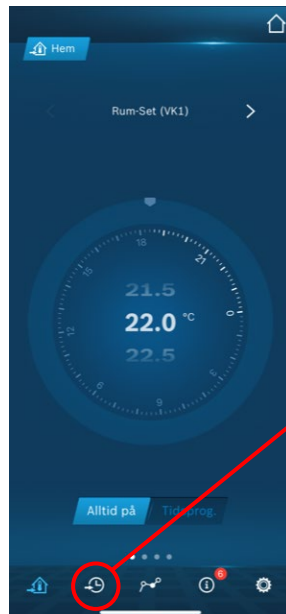 Hem
Rum-Set (VK1)
18
21
15
21.5
22.0 °C
0
12
22.5
3
6
9
Alltid på
Tidsprog.
6